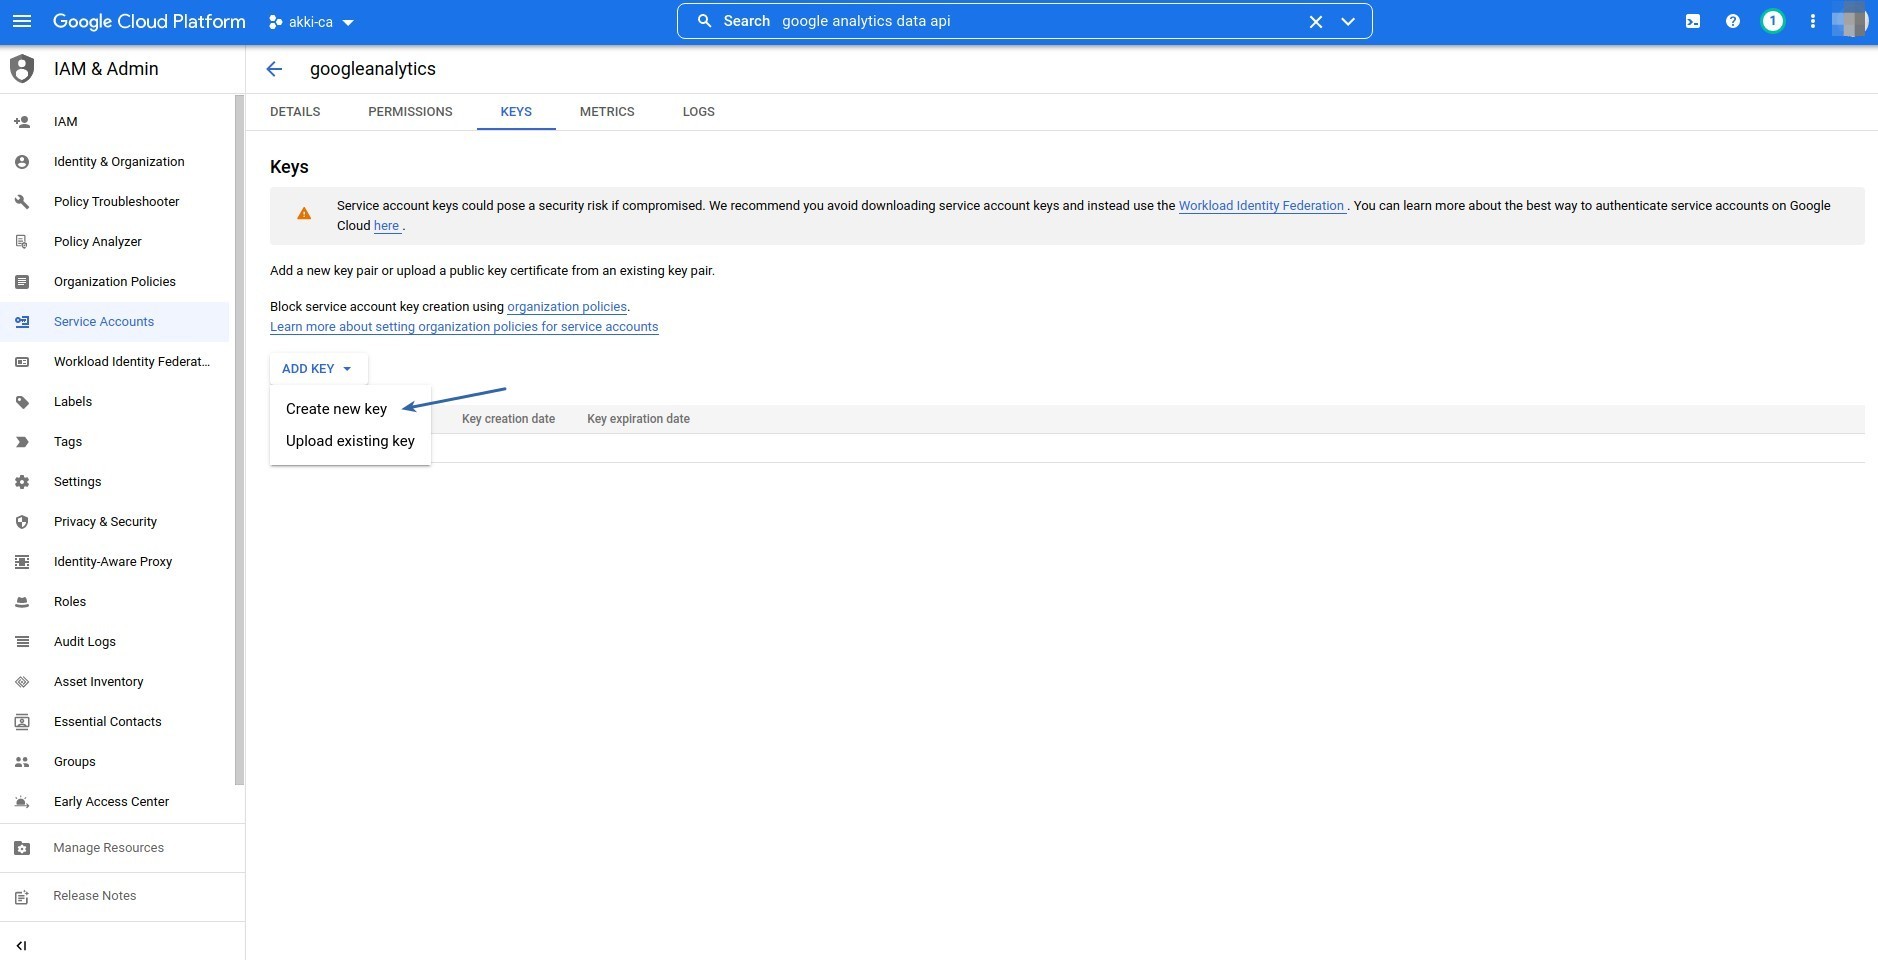 Google Cloud Platform
akki-ca
Search google analytics data api
1
IAM & Admin
googleanalytics
DETAILS
PERMISSIONS
KEYS
METRICS
LOGS
IAM
Identity & Organization
Policy Troubleshooter
Policy Analyzer
Organization Policies
Service Accounts
Workload Identity Federat...
Labels
Tags
Settings
Privacy & Security
Identity-Aware Proxy
Roles
Audit Logs
Asset Inventory
Essential Contacts
Groups
Early Access Center
Manage Resources
Release Notes
Keys
Service account keys could pose a security risk if compromised. We recommend you avoid downloading service account keys and instead use the Workload Identity Federation . You can learn more about the best way to authenticate service accounts on Google
Cloud here .
Add a new key pair or upload a public key certificate from an existing key pair.
Block service account key creation using organization policies.
Learn more about setting organization policies for service accounts
ADD KEY
Create new key
Upload existing key
Key creation date
Key expiration date